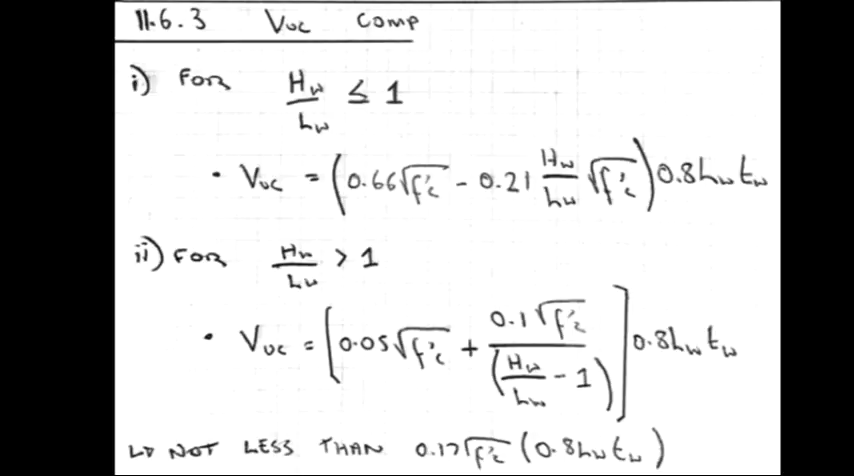 11.6.3 Vuc COMP
i) FOR Hw/Lw ≤ 1
• Vuc = (0.66√f'c - 0.21 Hw/Lw √f'c) 0.8Lw tw
ii) FOR Hw/Lw > 1
• Vuc = [0.05√f'c + 0.1√f'c/(Hw/Lw - 1)] 0.8Lw tw
↳ NOT LESS THAN 0.17√f'c (0.8Lw tw)